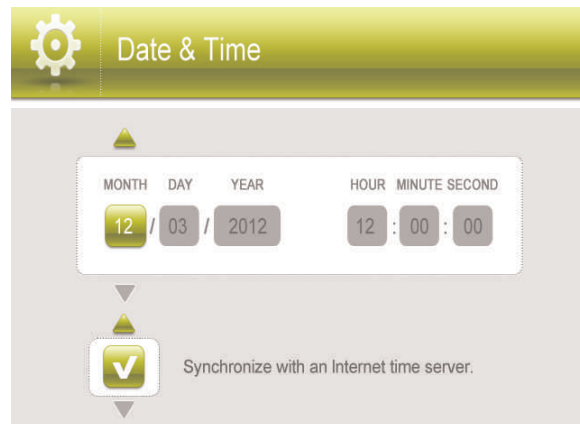 Date & Time
MONTH DAY YEAR HOUR MINUTE SECOND
12 / 03 / 2012 12 : 00 : 00
Synchronize with an Internet time server.